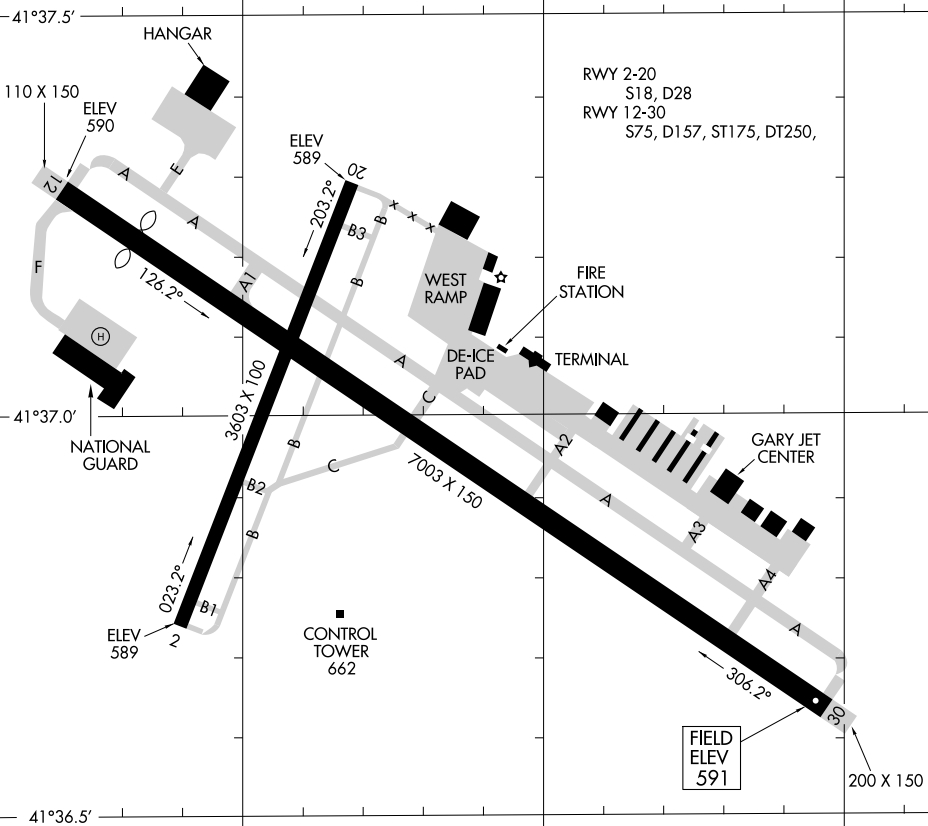 41°37.5'
HANGAR
RWY 2-20
S18, D28
RWY 12-30
S75, D157, ST175, DT250,
110 X 150
ELEV
590
ELEV
589
20
12
A
E
A
203.2°
B
x
x
x
B3
F
126.2°
A1
B
WEST
RAMP
FIRE
STATION
H
A
DE-ICE
PAD
TERMINAL
3603 X 100
C
41°37.0'
NATIONAL
GUARD
B
C
7003 X 150
A2
GARY JET
CENTER
B2
A
A3
B
023.2°
A4
B1
ELEV
589
2
CONTROL
TOWER
662
A
306.2°
30
FIELD
ELEV
591
200 X 150
41°36.5'